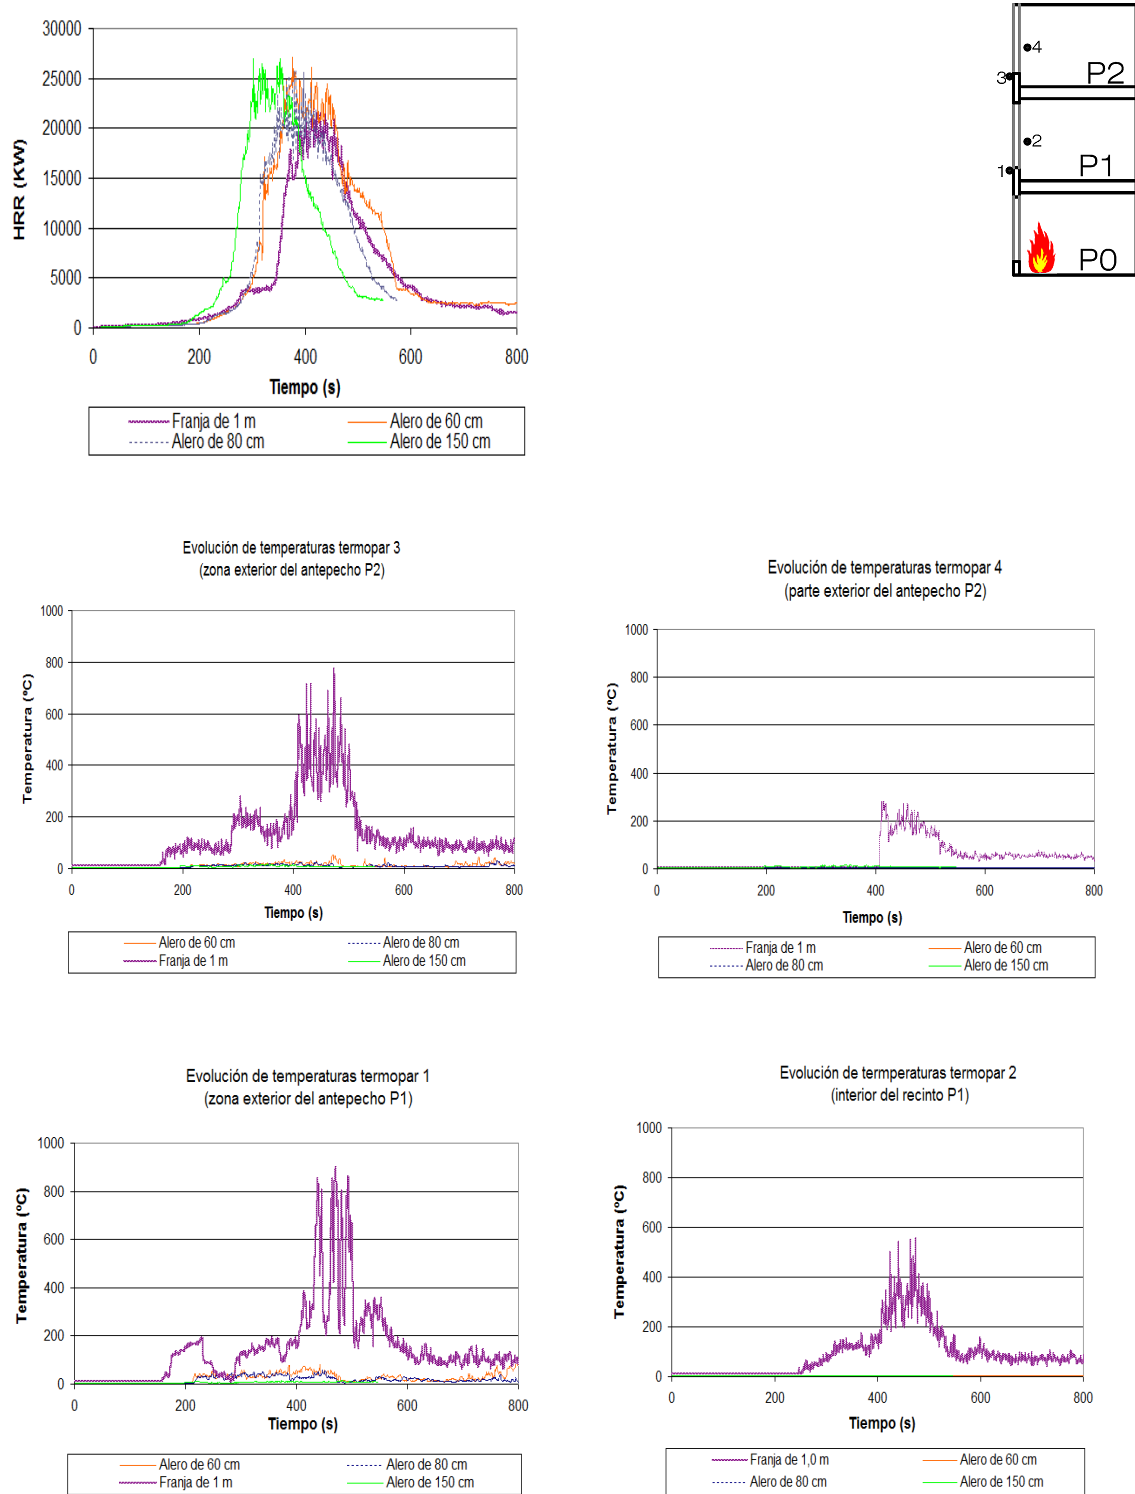 30000
25000
20000
15000
10000
5000
0
HRR (KW)
0 200 400 600 800
Tiempo (s)
Franja de 1 m Alero de 60 cm
Alero de 80 cm Alero de 150 cm
4
3
P2
2
1
P1
P0
Evolución de temperaturas termopar 3
(zona exterior del antepecho P2)
1000
800
600
400
200
0
Temperatura (ºC)
0 200 400 600 800
Tiempo (s)
Alero de 60 cm Alero de 80 cm
Franja de 1 m Alero de 150 cm
Evolución de temperaturas termopar 4
(parte exterior del antepecho P2)
1000
800
600
400
200
0
Temperatura (ºC)
0 200 400 600 800
Tiempo (s)
Franja de 1 m Alero de 60 cm
Alero de 80 cm Alero de 150 cm
Evolución de temperaturas termopar 1
(zona exterior del antepecho P1)
1000
800
600
400
200
0
Temperatura (ºC)
0 200 400 600 800
Tiempo (s)
Alero de 60 cm Alero de 80 cm
Franja de 1 m Alero de 150 cm
Evolución de termperaturas termopar 2
(interior del recinto P1)
1000
800
600
400
200
0
Temperatura (ºC)
0 200 400 600 800
Tiempo (s)
Franja de 1,0 m Alero de 60 cm
Alero de 80 cm Alero de 150 cm